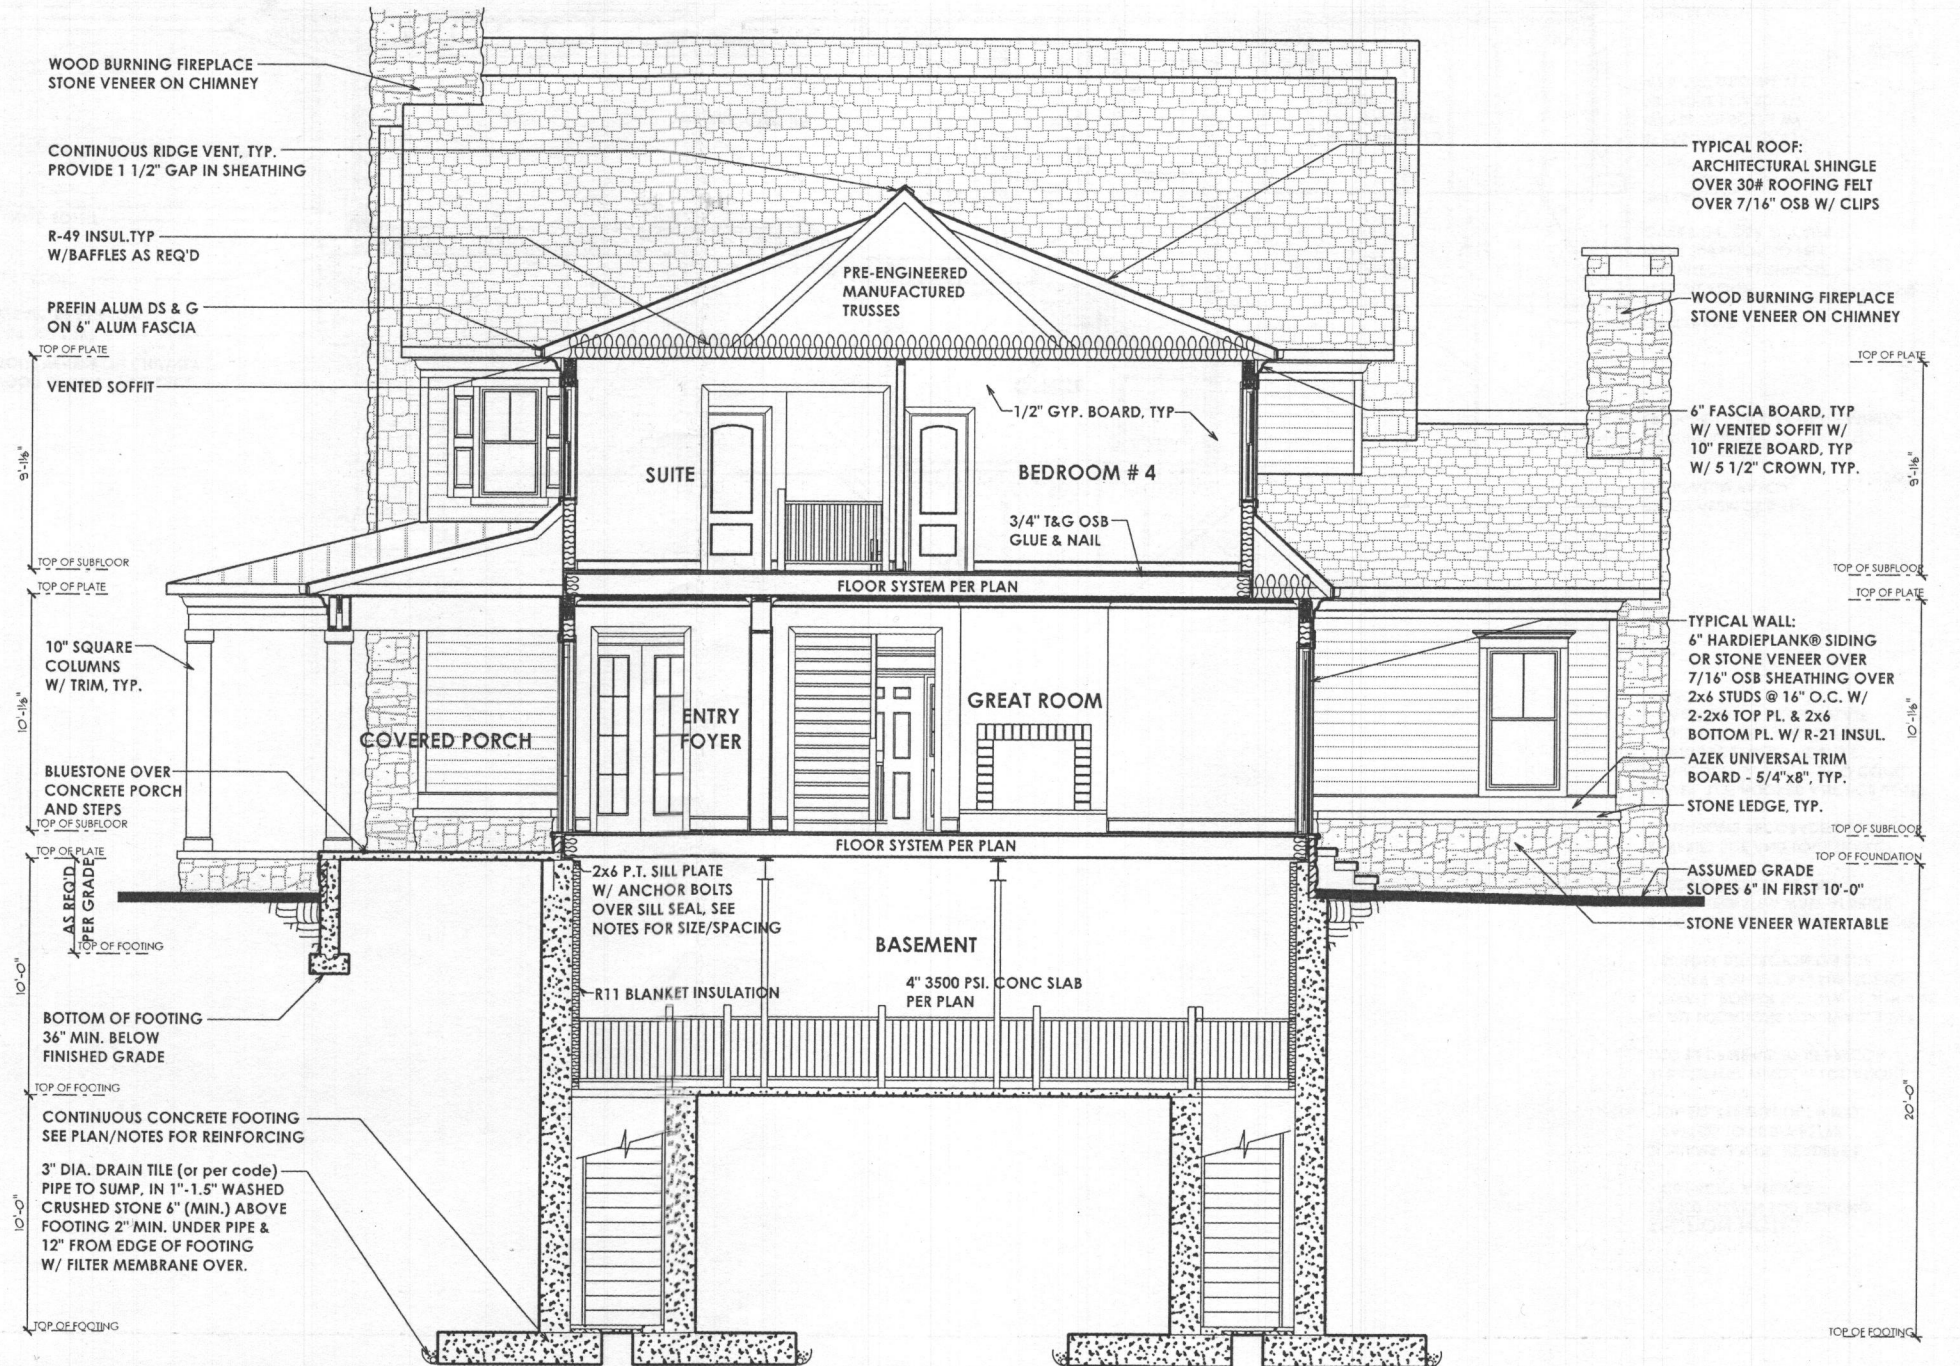 WOOD BURNING FIREPLACE
STONE VENEER ON CHIMNEY
CONTINUOUS RIDGE VENT, TYP.
PROVIDE 1 1/2" GAP IN SHEATHING
R-49 INSUL.TYP
W/BAFFLES AS REQ'D
PREFIN ALUM DS & G
ON 6" ALUM FASCIA
TOP OF PLATE
VENTED SOFFIT
9'-1⅛"
TOP OF SUBFLOOR
TOP OF PLATE
10" SQUARE
COLUMNS
W/ TRIM, TYP.
10'-1⅛"
BLUESTONE OVER
CONCRETE PORCH
AND STEPS
TOP OF SUBFLOOR
TOP OF PLATE
AS REQ'D
PER GRADE
TOP OF FOOTING
10'-0"
BOTTOM OF FOOTING
36" MIN. BELOW
FINISHED GRADE
TOP OF FOOTING
CONTINUOUS CONCRETE FOOTING
SEE PLAN/NOTES FOR REINFORCING
3" DIA. DRAIN TILE (or per code)
PIPE TO SUMP, IN 1"-1.5" WASHED
CRUSHED STONE 6" (MIN.) ABOVE
FOOTING 2" MIN. UNDER PIPE &
12" FROM EDGE OF FOOTING
W/ FILTER MEMBRANE OVER.
10'-0"
TOP OF FOOTING
PRE-ENGINEERED
MANUFACTURED
TRUSSES
1/2" GYP. BOARD, TYP
SUITE
BEDROOM # 4
3/4" T&G OSB
GLUE & NAIL
FLOOR SYSTEM PER PLAN
COVERED PORCH
ENTRY
FOYER
GREAT ROOM
FLOOR SYSTEM PER PLAN
2x6 P.T. SILL PLATE
W/ ANCHOR BOLTS
OVER SILL SEAL, SEE
NOTES FOR SIZE/SPACING
BASEMENT
R11 BLANKET INSULATION
4" 3500 PSI. CONC SLAB
PER PLAN
TYPICAL ROOF:
ARCHITECTURAL SHINGLE
OVER 30# ROOFING FELT
OVER 7/16" OSB W/ CLIPS
WOOD BURNING FIREPLACE
STONE VENEER ON CHIMNEY
TOP OF PLATE
6" FASCIA BOARD, TYP
W/ VENTED SOFFIT W/
10" FRIEZE BOARD, TYP
W/ 5 1/2" CROWN, TYP.
9'-1⅛"
TOP OF SUBFLOOR
TOP OF PLATE
TYPICAL WALL:
6" HARDIEPLANK® SIDING
OR STONE VENEER OVER
7/16" OSB SHEATHING OVER
2x6 STUDS @ 16" O.C. W/
2-2x6 TOP PL. & 2x6
BOTTOM PL. W/ R-21 INSUL.
10'-1⅛"
AZEK UNIVERSAL TRIM
BOARD - 5/4"x8", TYP.
STONE LEDGE, TYP.
TOP OF SUBFLOOR
TOP OF FOUNDATION
ASSUMED GRADE
SLOPES 6" IN FIRST 10'-0"
STONE VENEER WATERTABLE
20'-0"
TOP OF FOOTING